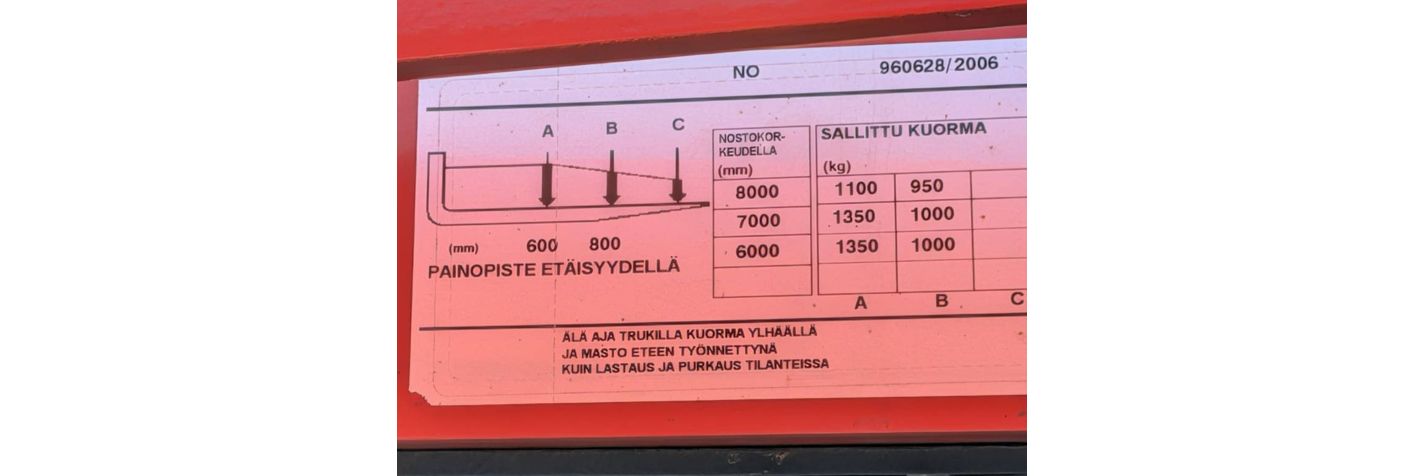 NO 960628/2006
A B C
NOSTOKOR-
KEUDELLA
(mm)
SALLITTU KUORMA
(kg)
8000 1100 950
7000 1350 1000
6000 1350 1000
(mm) 600 800
PAINOPISTE ETÄISYYDELLÄ
A B C
ÄLÄ AJA TRUKILLA KUORMA YLHÄÄLLÄ
JA MASTO ETEEN TYÖNNETTYNÄ
KUIN LASTAUS JA PURKAUS TILANTEISSA